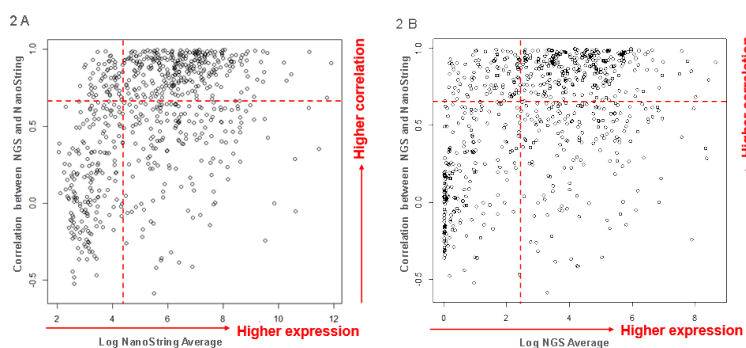 2 A
Correlation between NGS and NanoString
1.0
0.5
0.0
-0.5
2
4
6
8
10
12
Log NanoString Average
Higher expression
Higher correlation
2 B
Correlation between NGS and NanoString
1.0
0.5
0.0
-0.5
0
2
4
6
8
Log NGS Average
Higher expression